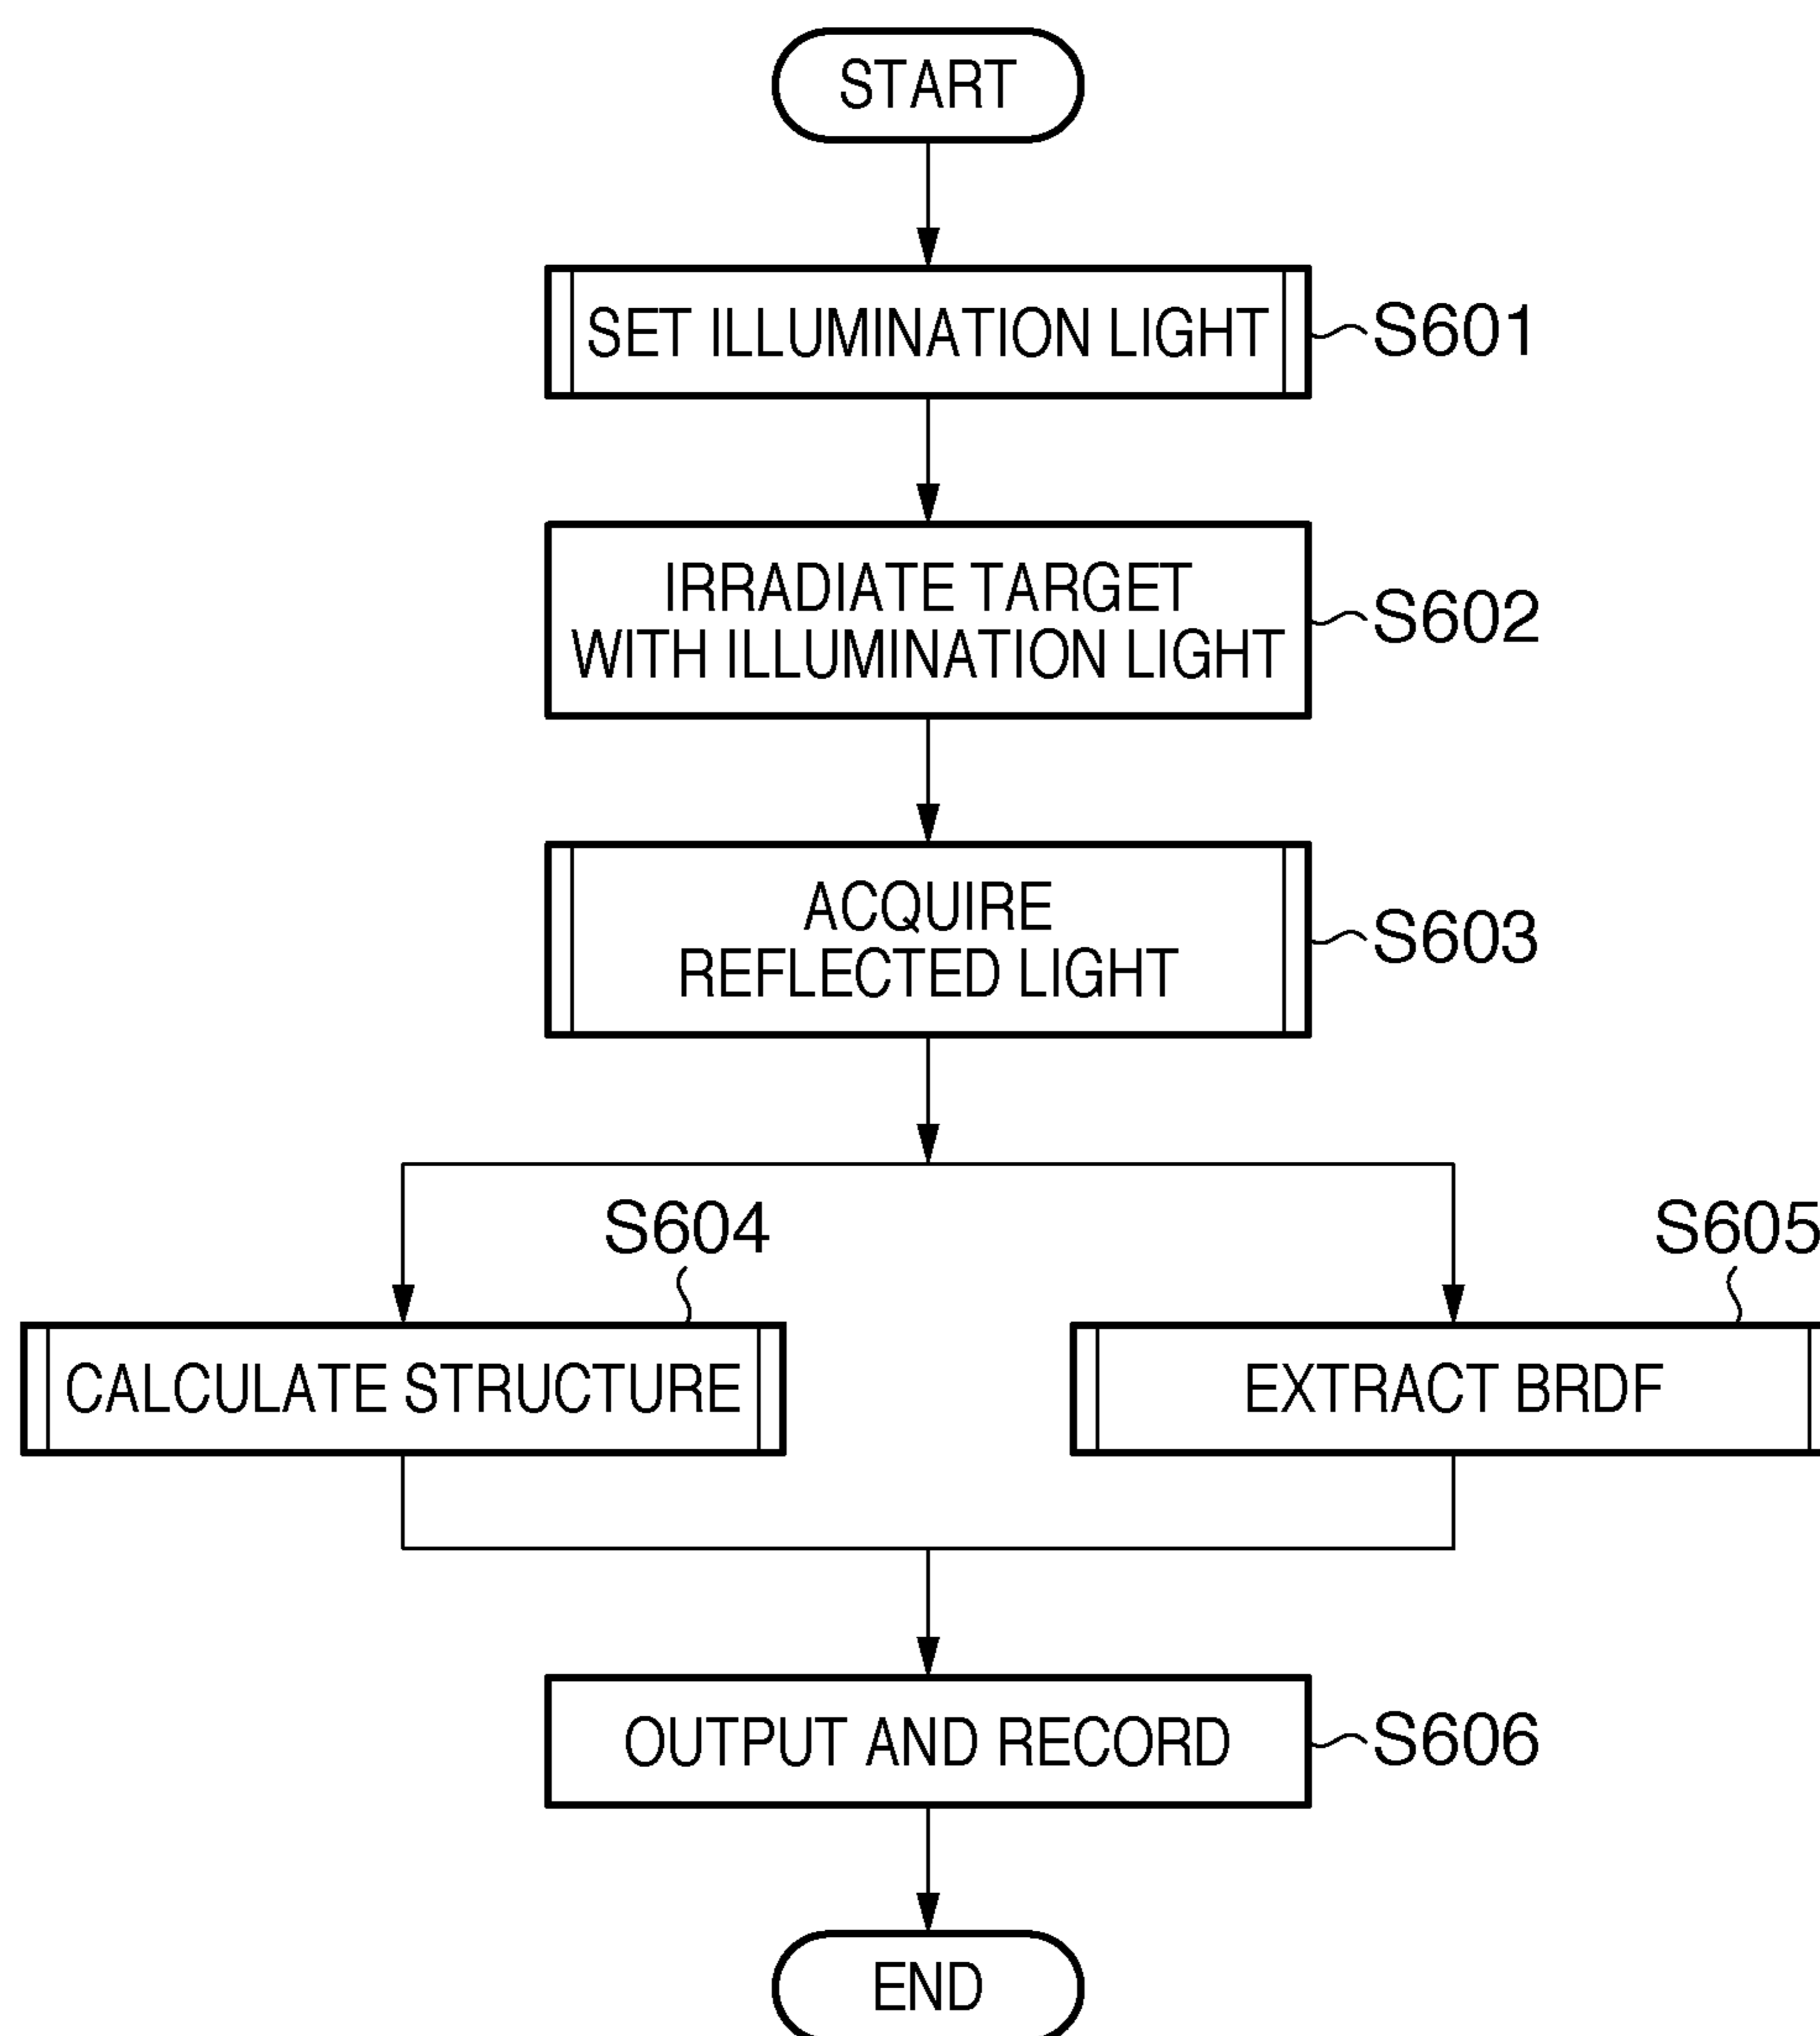 START
SET ILLUMINATION LIGHT
S601
IRRADIATE TARGET
WITH ILLUMINATION LIGHT
S602
ACQUIRE
REFLECTED LIGHT
S603
S604
S605
CALCULATE STRUCTURE
EXTRACT BRDF
OUTPUT AND RECORD
S606
END